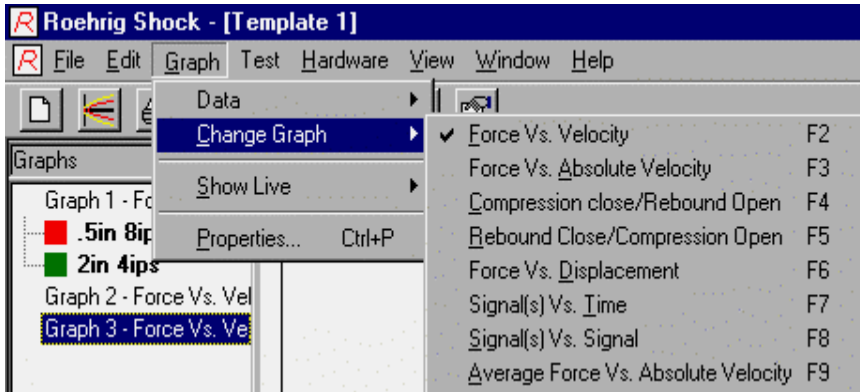 Roehrig Shock - [Template 1]
File Edit Graph Test Hardware View Window Help
Data
Change Graph
Show Live
Properties... Ctrl+P
Force Vs. Velocity F2
Force Vs. Absolute Velocity F3
Compression close/Rebound Open F4
Rebound Close/Compression Open F5
Force Vs. Displacement F6
Signal(s) Vs. Time F7
Signal(s) Vs. Signal F8
Average Force Vs. Absolute Velocity F9
Graphs
Graph 1 - Fo
.5in 8ip
2in 4ips
Graph 2 - Force Vs. Vel
Graph 3 - Force Vs. Ve